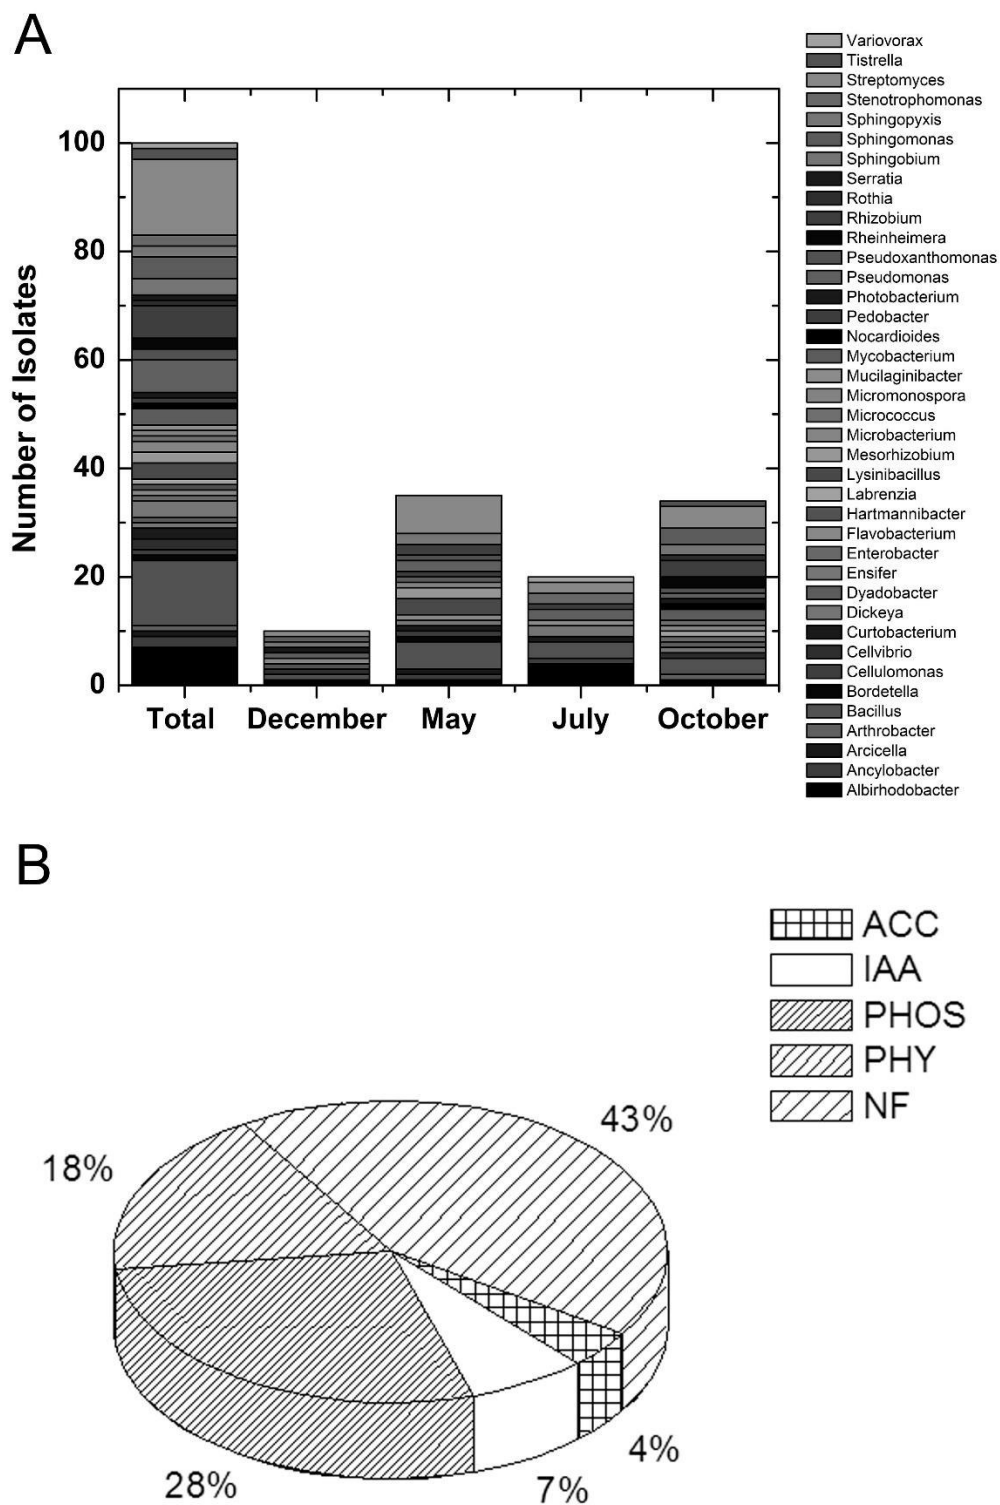 A
Variovorax
Tistrella
Streptomyces
Stenotrophomonas
Sphingopyxis
Sphingomonas
Sphingobium
Serratia
Rothia
Rhizobium
Rheinheimera
Pseudoxanthomonas
Pseudomonas
Photobacterium
Pedobacter
Nocardioides
Mycobacterium
Mucilaginibacter
Micromonospora
Micrococcus
Microbacterium
Mesorhizobium
Lysinibacillus
Labrenzia
Hartmannibacter
Flavobacterium
Enterobacter
Ensifer
Dyadobacter
Dickeya
Curtobacterium
Cellvibrio
Cellulomonas
Bordetella
Bacillus
Arthrobacter
Arcicella
Ancylobacter
Albirhodobacter
Number of Isolates
100
80
60
40
20
0
Total December May July October
B
ACC
IAA
PHOS
PHY
NF
43%
18%
4%
28%
7%